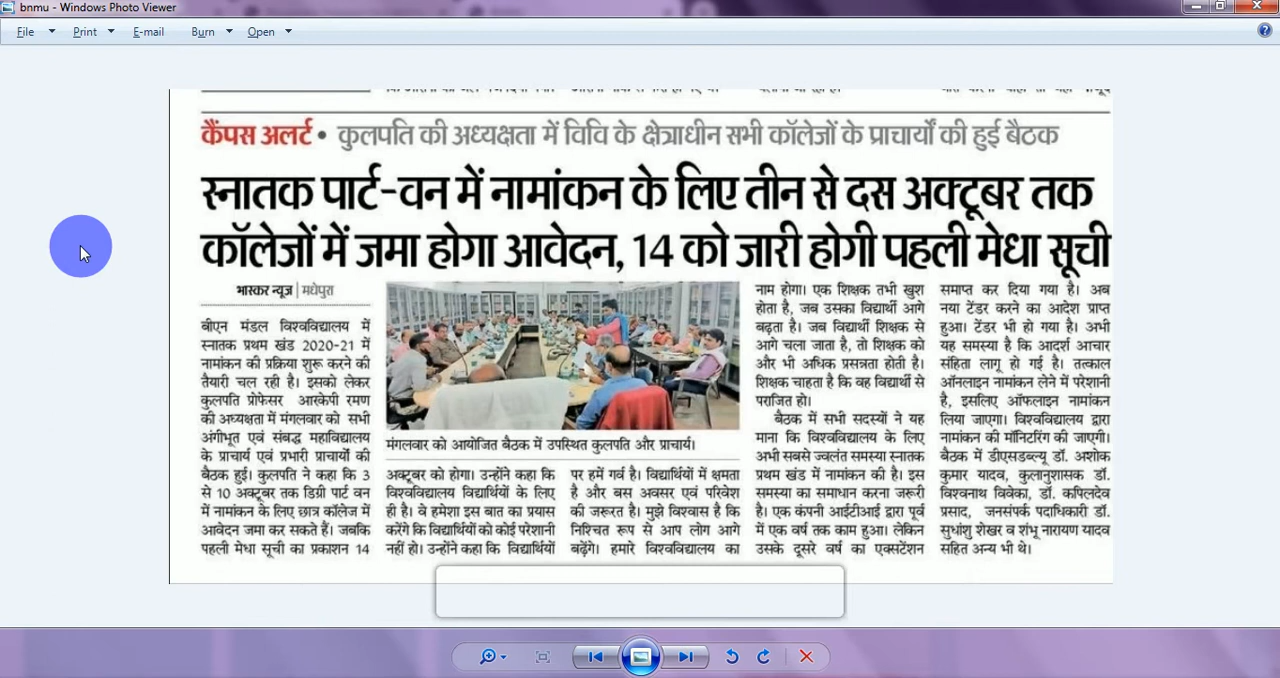 bnmu - Windows Photo Viewer
File Print E-mail Burn Open
कैंपस अलर्ट • कुलपति की अध्यक्षता में विवि के क्षेत्राधीन सभी कॉलेजों के प्राचार्यों की हुई बैठक
स्नातक पार्ट-वन में नामांकन के लिए तीन से दस अक्टूबर तक
कॉलेजों में जमा होगा आवेदन, 14 को जारी होगी पहली मेधा सूची
भास्कर न्यूज | मधेपुरा
बीएन मंडल विश्वविद्यालय में
स्नातक प्रथम खंड 2020-21 में
नामांकन की प्रक्रिया शुरू करने की
तैयारी चल रही है। इसको लेकर
कुलपति प्रोफेसर आरकेपी रमण
की अध्यक्षता में मंगलवार को सभी
अंगीभूत एवं संबद्ध महाविद्यालय
के प्राचार्य एवं प्रभारी प्राचार्यों की
बैठक हुई। कुलपति ने कहा कि 3
से 10 अक्टूबर तक डिग्री पार्ट वन
में नामांकन के लिए छात्र कॉलेज में
आवेदन जमा कर सकते हैं। जबकि
पहली मेधा सूची का प्रकाशन 14
मंगलवार को आयोजित बैठक में उपस्थित कुलपति और प्राचार्य।
अक्टूबर को होगा। उन्होंने कहा कि
विश्वविद्यालय विद्यार्थियों के लिए
ही है। वे हमेशा इस बात का प्रयास
करेंगे कि विद्यार्थियों को कोई परेशानी
नहीं हो। उन्होंने कहा कि विद्यार्थियों
पर हमें गर्व है। विद्यार्थियों में क्षमता
है और बस अवसर एवं परिवेश
की जरूरत है। मुझे विश्वास है कि
निश्चित रूप से आप लोग आगे
बढ़ेंगे। हमारे विश्वविद्यालय का
नाम होगा। एक शिक्षक तभी खुश
होता है, जब उसका विद्यार्थी आगे
बढ़ता है। जब विद्यार्थी शिक्षक से
आगे चला जाता है, तो शिक्षक को
और भी अधिक प्रसन्नता होती है।
शिक्षक चाहता है कि वह विद्यार्थी से
पराजित हो।
बैठक में सभी सदस्यों ने यह
माना कि विश्वविद्यालय के लिए
अभी सबसे ज्वलंत समस्या स्नातक
प्रथम खंड में नामांकन की है। इस
समस्या का समाधान करना जरूरी
है। एक कंपनी आईटीआई द्वारा पूर्व
में एक वर्ष तक काम हुआ। लेकिन
उसके दूसरे वर्ष का एक्सटेंशन
समाप्त कर दिया गया है। अब
नया टेंडर करने का आदेश प्राप्त
हुआ। टेंडर भी हो गया है। अभी
यह समस्या है कि आदर्श आचार
संहिता लागू हो गई है। तत्काल
ऑनलाइन नामांकन लेने में परेशानी
है, इसलिए ऑफलाइन नामांकन
लिया जाएगा। विश्वविद्यालय द्वारा
नामांकन की मॉनिटरिंग की जाएगी।
बैठक में डीएसडब्ल्यू डॉ. अशोक
कुमार यादव, कुलानुशासक डॉ.
विश्वनाथ विवेका, डॉ. कपिलदेव
प्रसाद, जनसंपर्क पदाधिकारी डॉ.
सुधांशु शेखर व शंभू नारायण यादव
सहित अन्य भी थे।